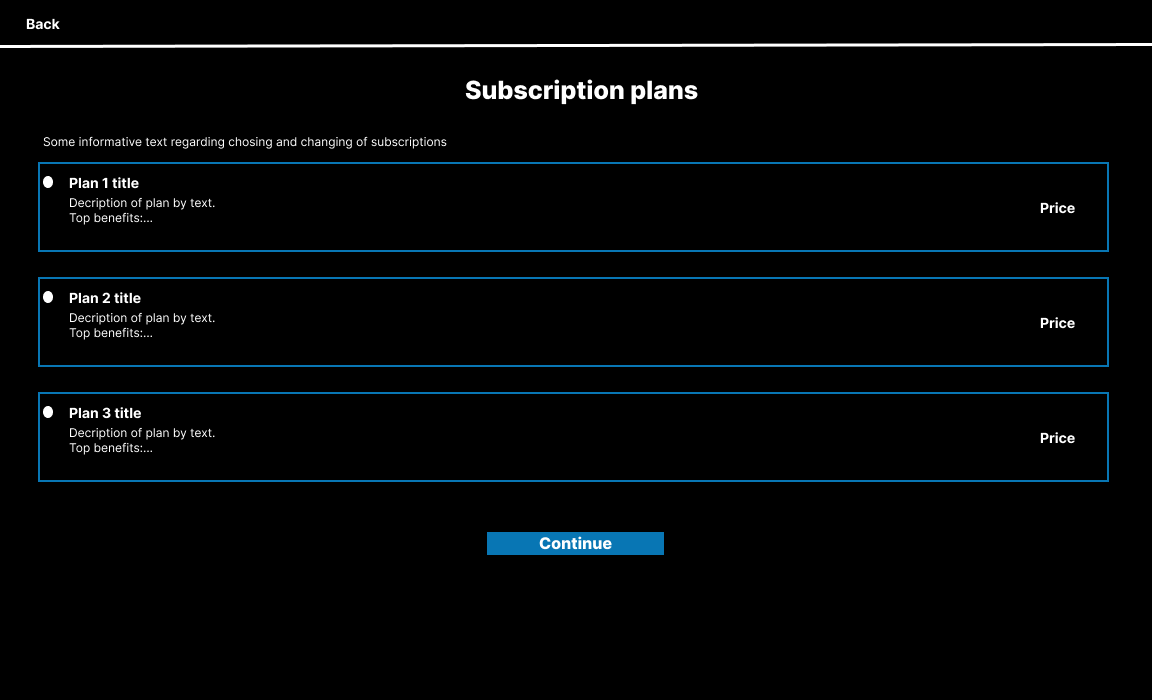 Back
Subscription plans
Some informative text regarding chosing and changing of subscriptions
Plan 1 title
Decription of plan by text.
Top benefits:...
Price
Plan 2 title
Decription of plan by text.
Top benefits:...
Price
Plan 3 title
Decription of plan by text.
Top benefits:...
Price
Continue